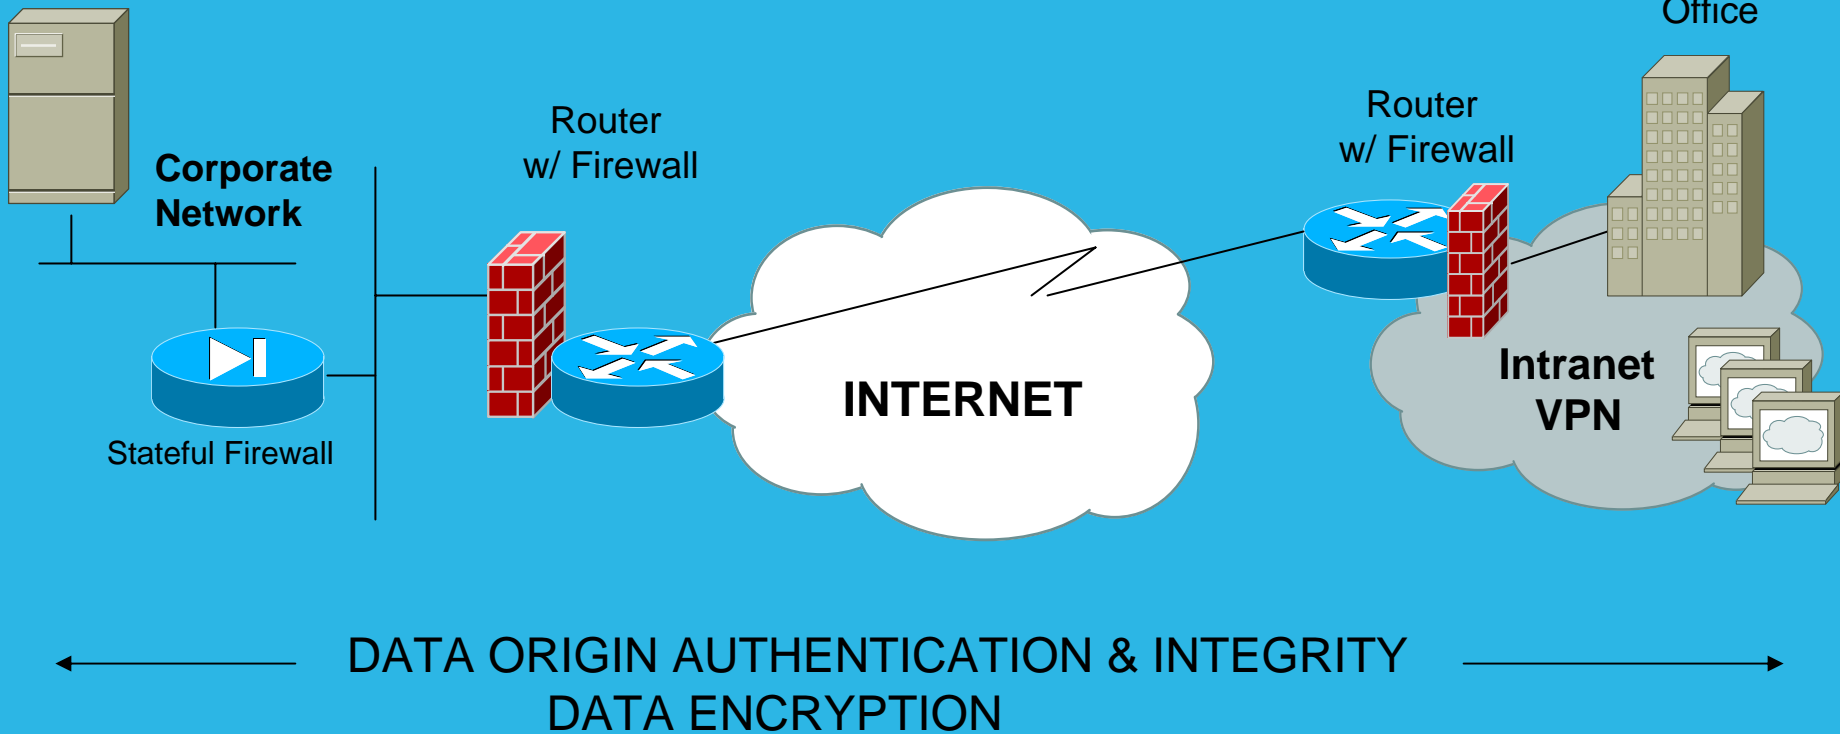 Office
Router
w/ Firewall
Router
w/ Firewall
Corporate
Network
Stateful Firewall
INTERNET
Intranet
VPN
DATA ORIGIN AUTHENTICATION & INTEGRITY
DATA ENCRYPTION